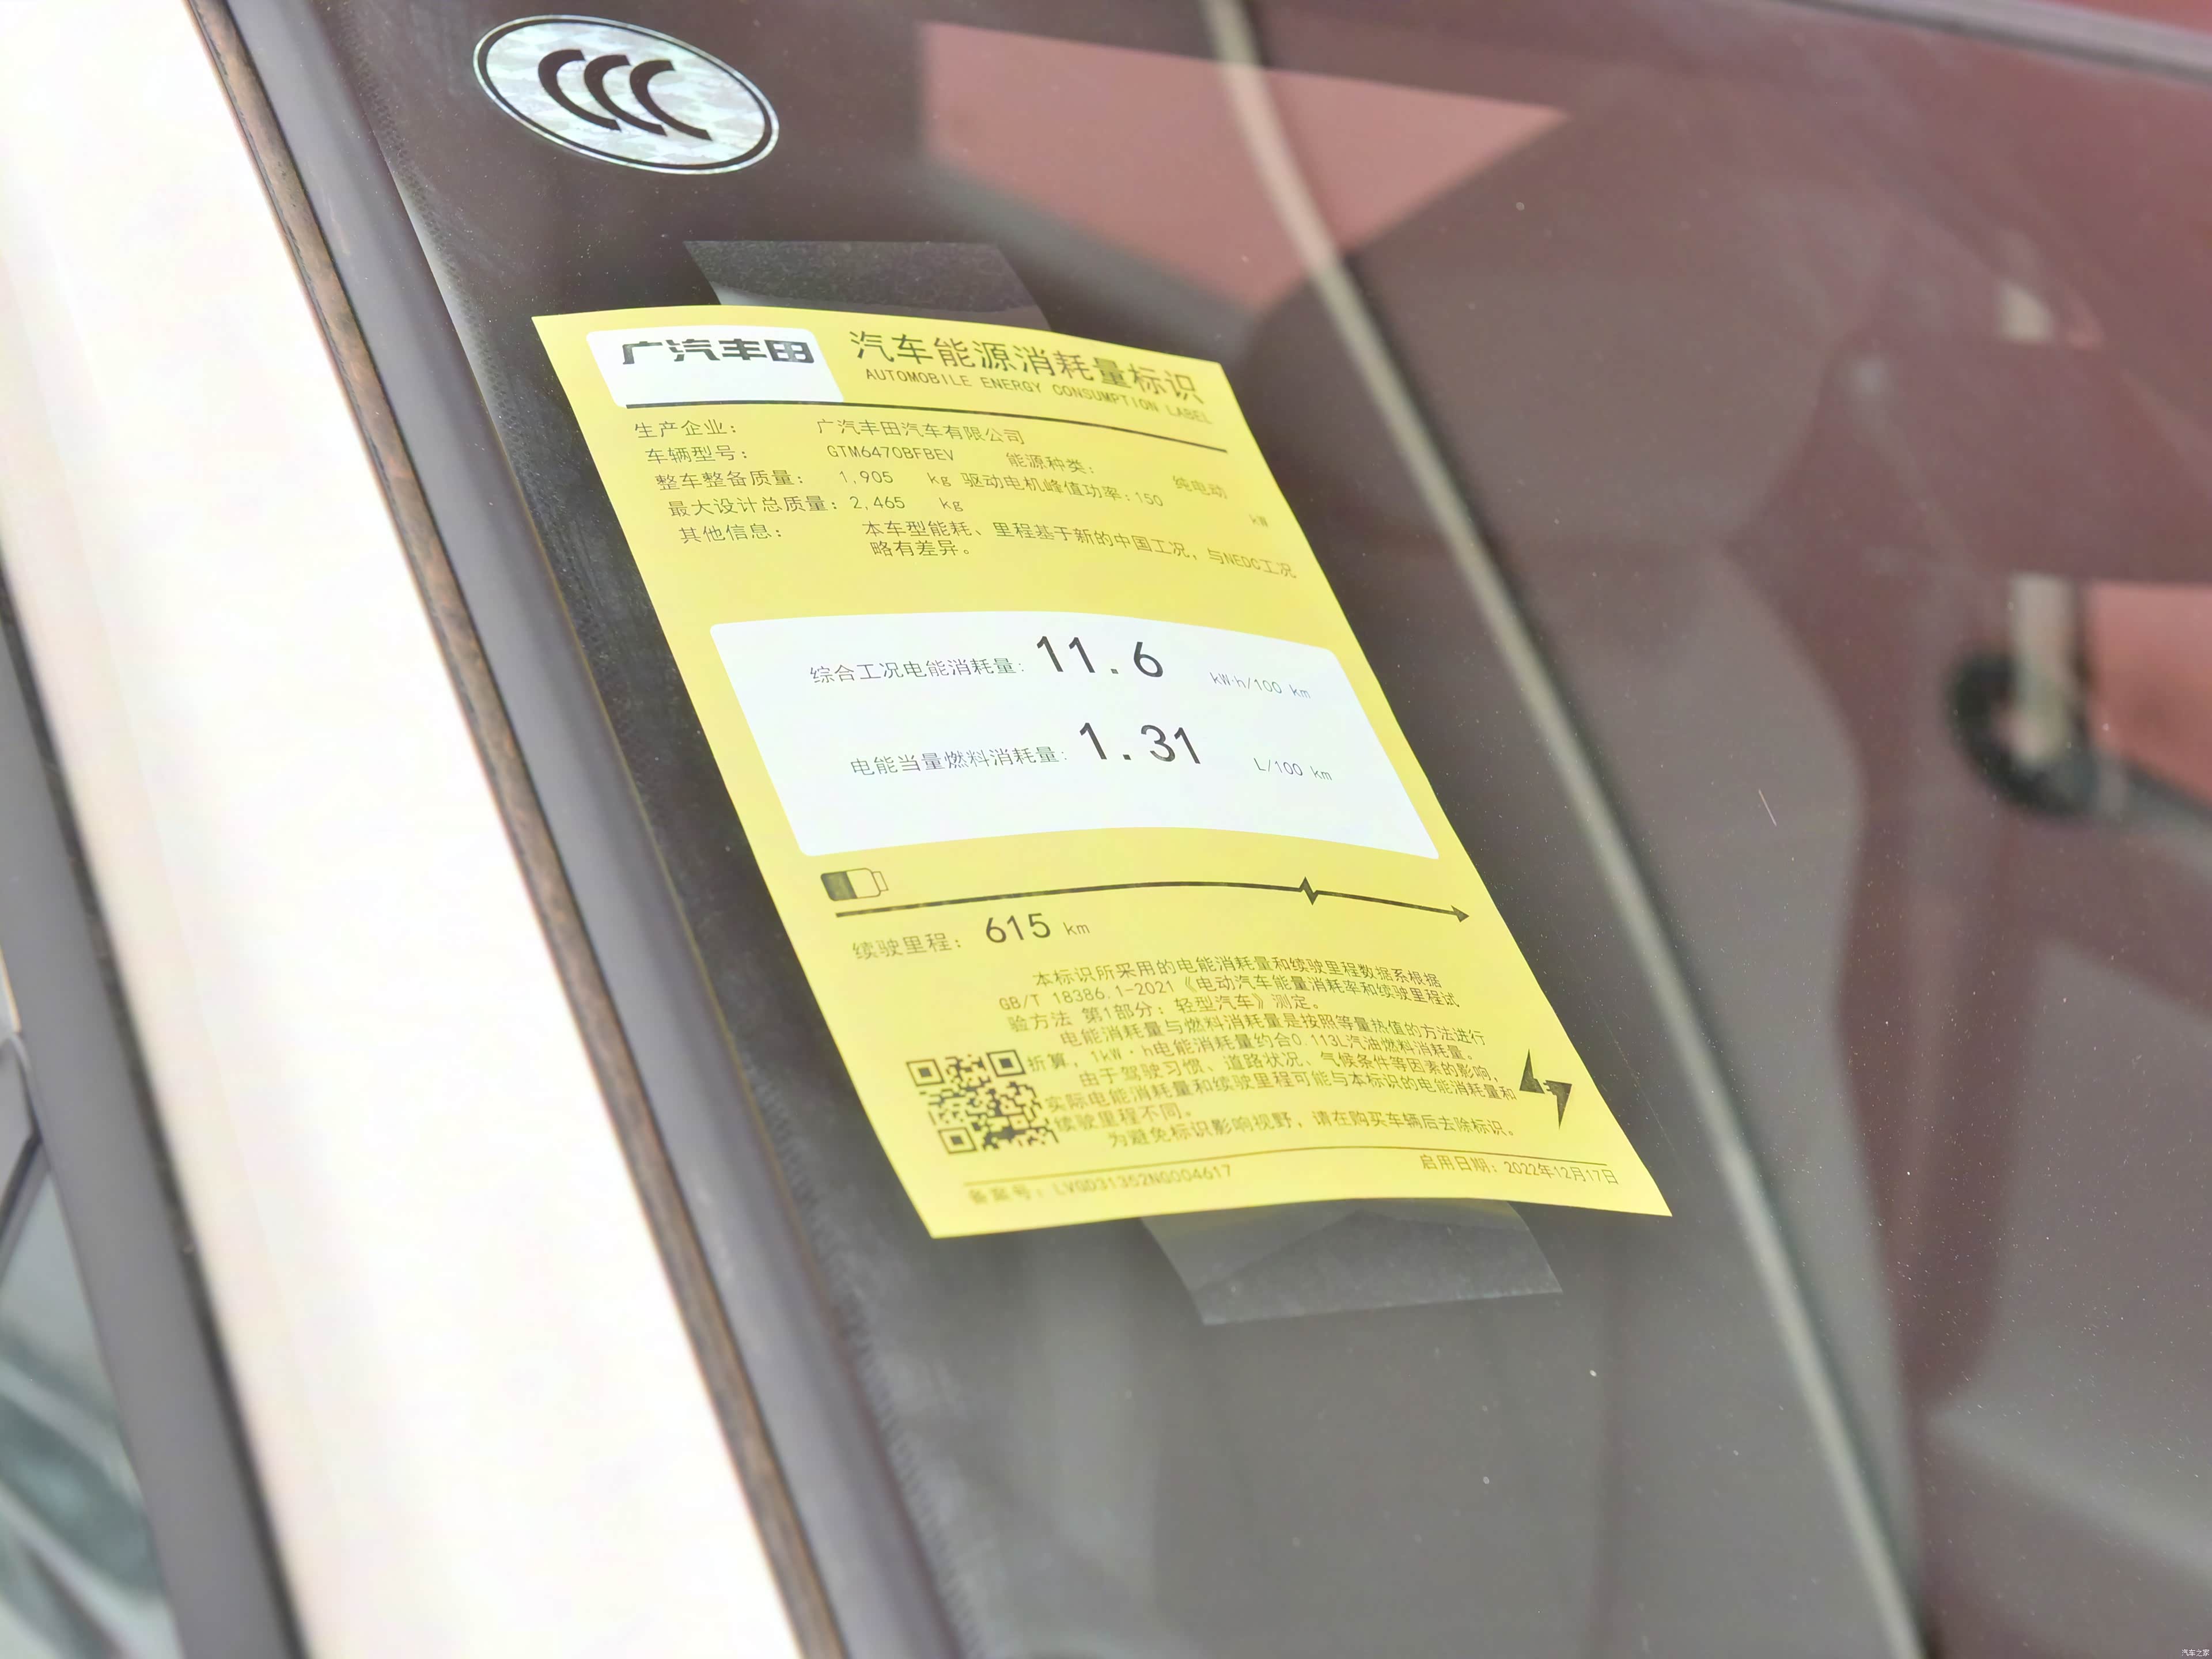 CCC
广汽丰田 汽车能源消耗量标识
AUTOMOBILE ENERGY CONSUMPTION LABEL
生产企业: 广汽丰田汽车有限公司
车辆型号: GTM6470BFBEV 能源种类: 纯电动
整车整备质量: 1,905 kg 驱动电机峰值功率:150 kW
最大设计总质量: 2,465 kg
其他信息: 本车型能耗、里程基于新的中国工况，与NEDC工况
略有差异。
综合工况电能消耗量: 11.6 kW·h/100 km
电能当量燃料消耗量: 1.31 L/100 km
续驶里程: 615 km
本标识所采用的电能消耗量和续驶里程数据系根据
GB/T 18386.1-2021《电动汽车能量消耗率和续驶里程试
验方法 第1部分：轻型汽车》测定。
电能消耗量与燃料消耗量是按照等量热值的方法进行
折算，1kW·h电能消耗量约合0.113L汽油燃料消耗量。
由于驾驶习惯、道路状况、气候条件等因素的影响，
实际电能消耗量和续驶里程可能与本标识的电能消耗量和
续驶里程不同。
为避免标识影响视野，请在购买车辆后去除标识。
备案号: LVGD31352NG004617 启用日期: 2022年12月17日
汽车之家